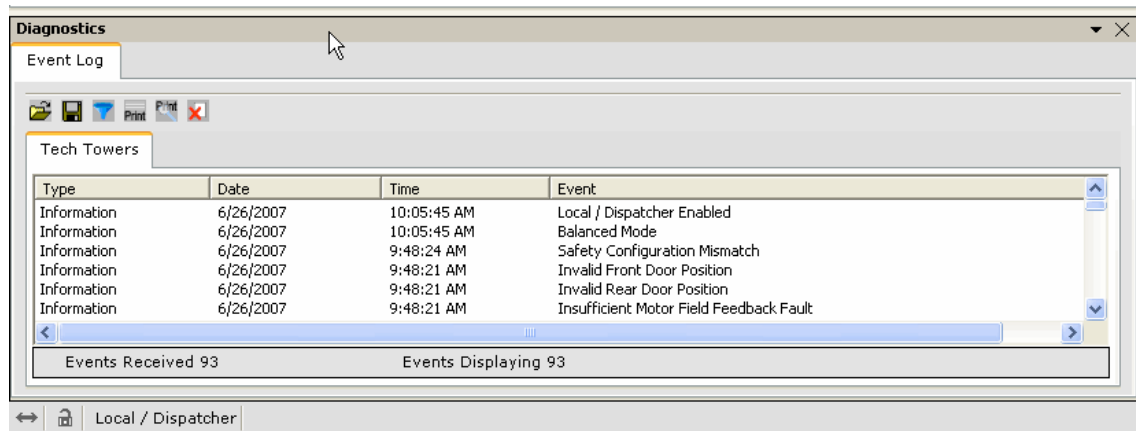 Diagnostics
Event Log
Print Print
Tech Towers
Type Date Time Event
Information 6/26/2007 10:05:45 AM Local / Dispatcher Enabled
Information 6/26/2007 10:05:45 AM Balanced Mode
Information 6/26/2007 9:48:24 AM Safety Configuration Mismatch
Information 6/26/2007 9:48:21 AM Invalid Front Door Position
Information 6/26/2007 9:48:21 AM Invalid Rear Door Position
Information 6/26/2007 9:48:21 AM Insufficient Motor Field Feedback Fault
Events Received 93 Events Displaying 93
Local / Dispatcher